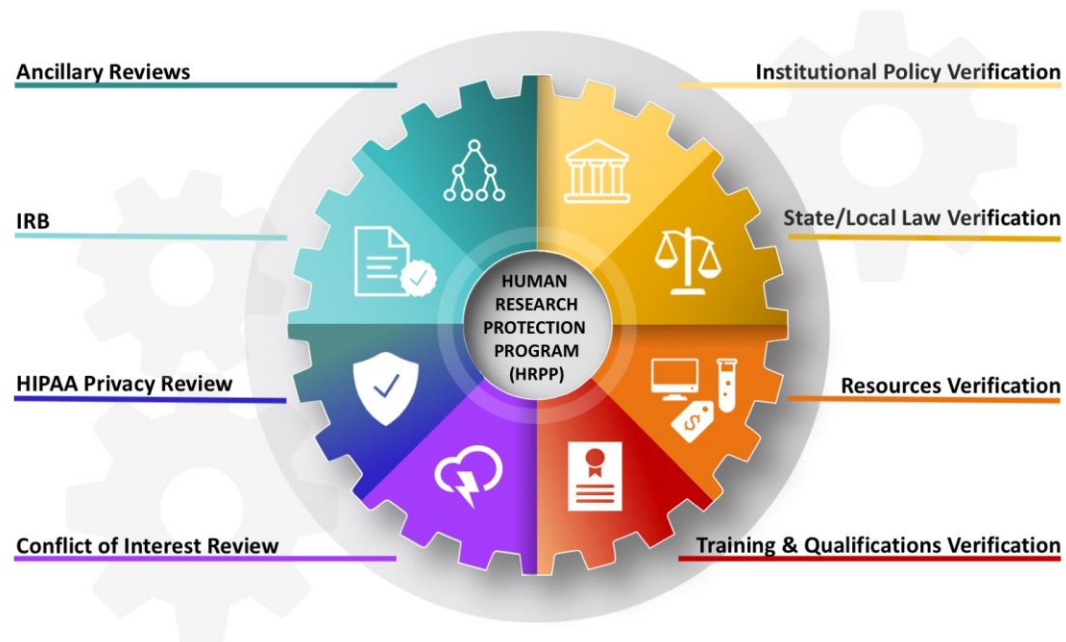 Ancillary Reviews
Institutional Policy Verification
IRB
State/Local Law Verification
HUMAN
RESEARCH
PROTECTION
PROGRAM
(HRPP)
HIPAA Privacy Review
Resources Verification
$
Conflict of Interest Review
Training & Qualifications Verification